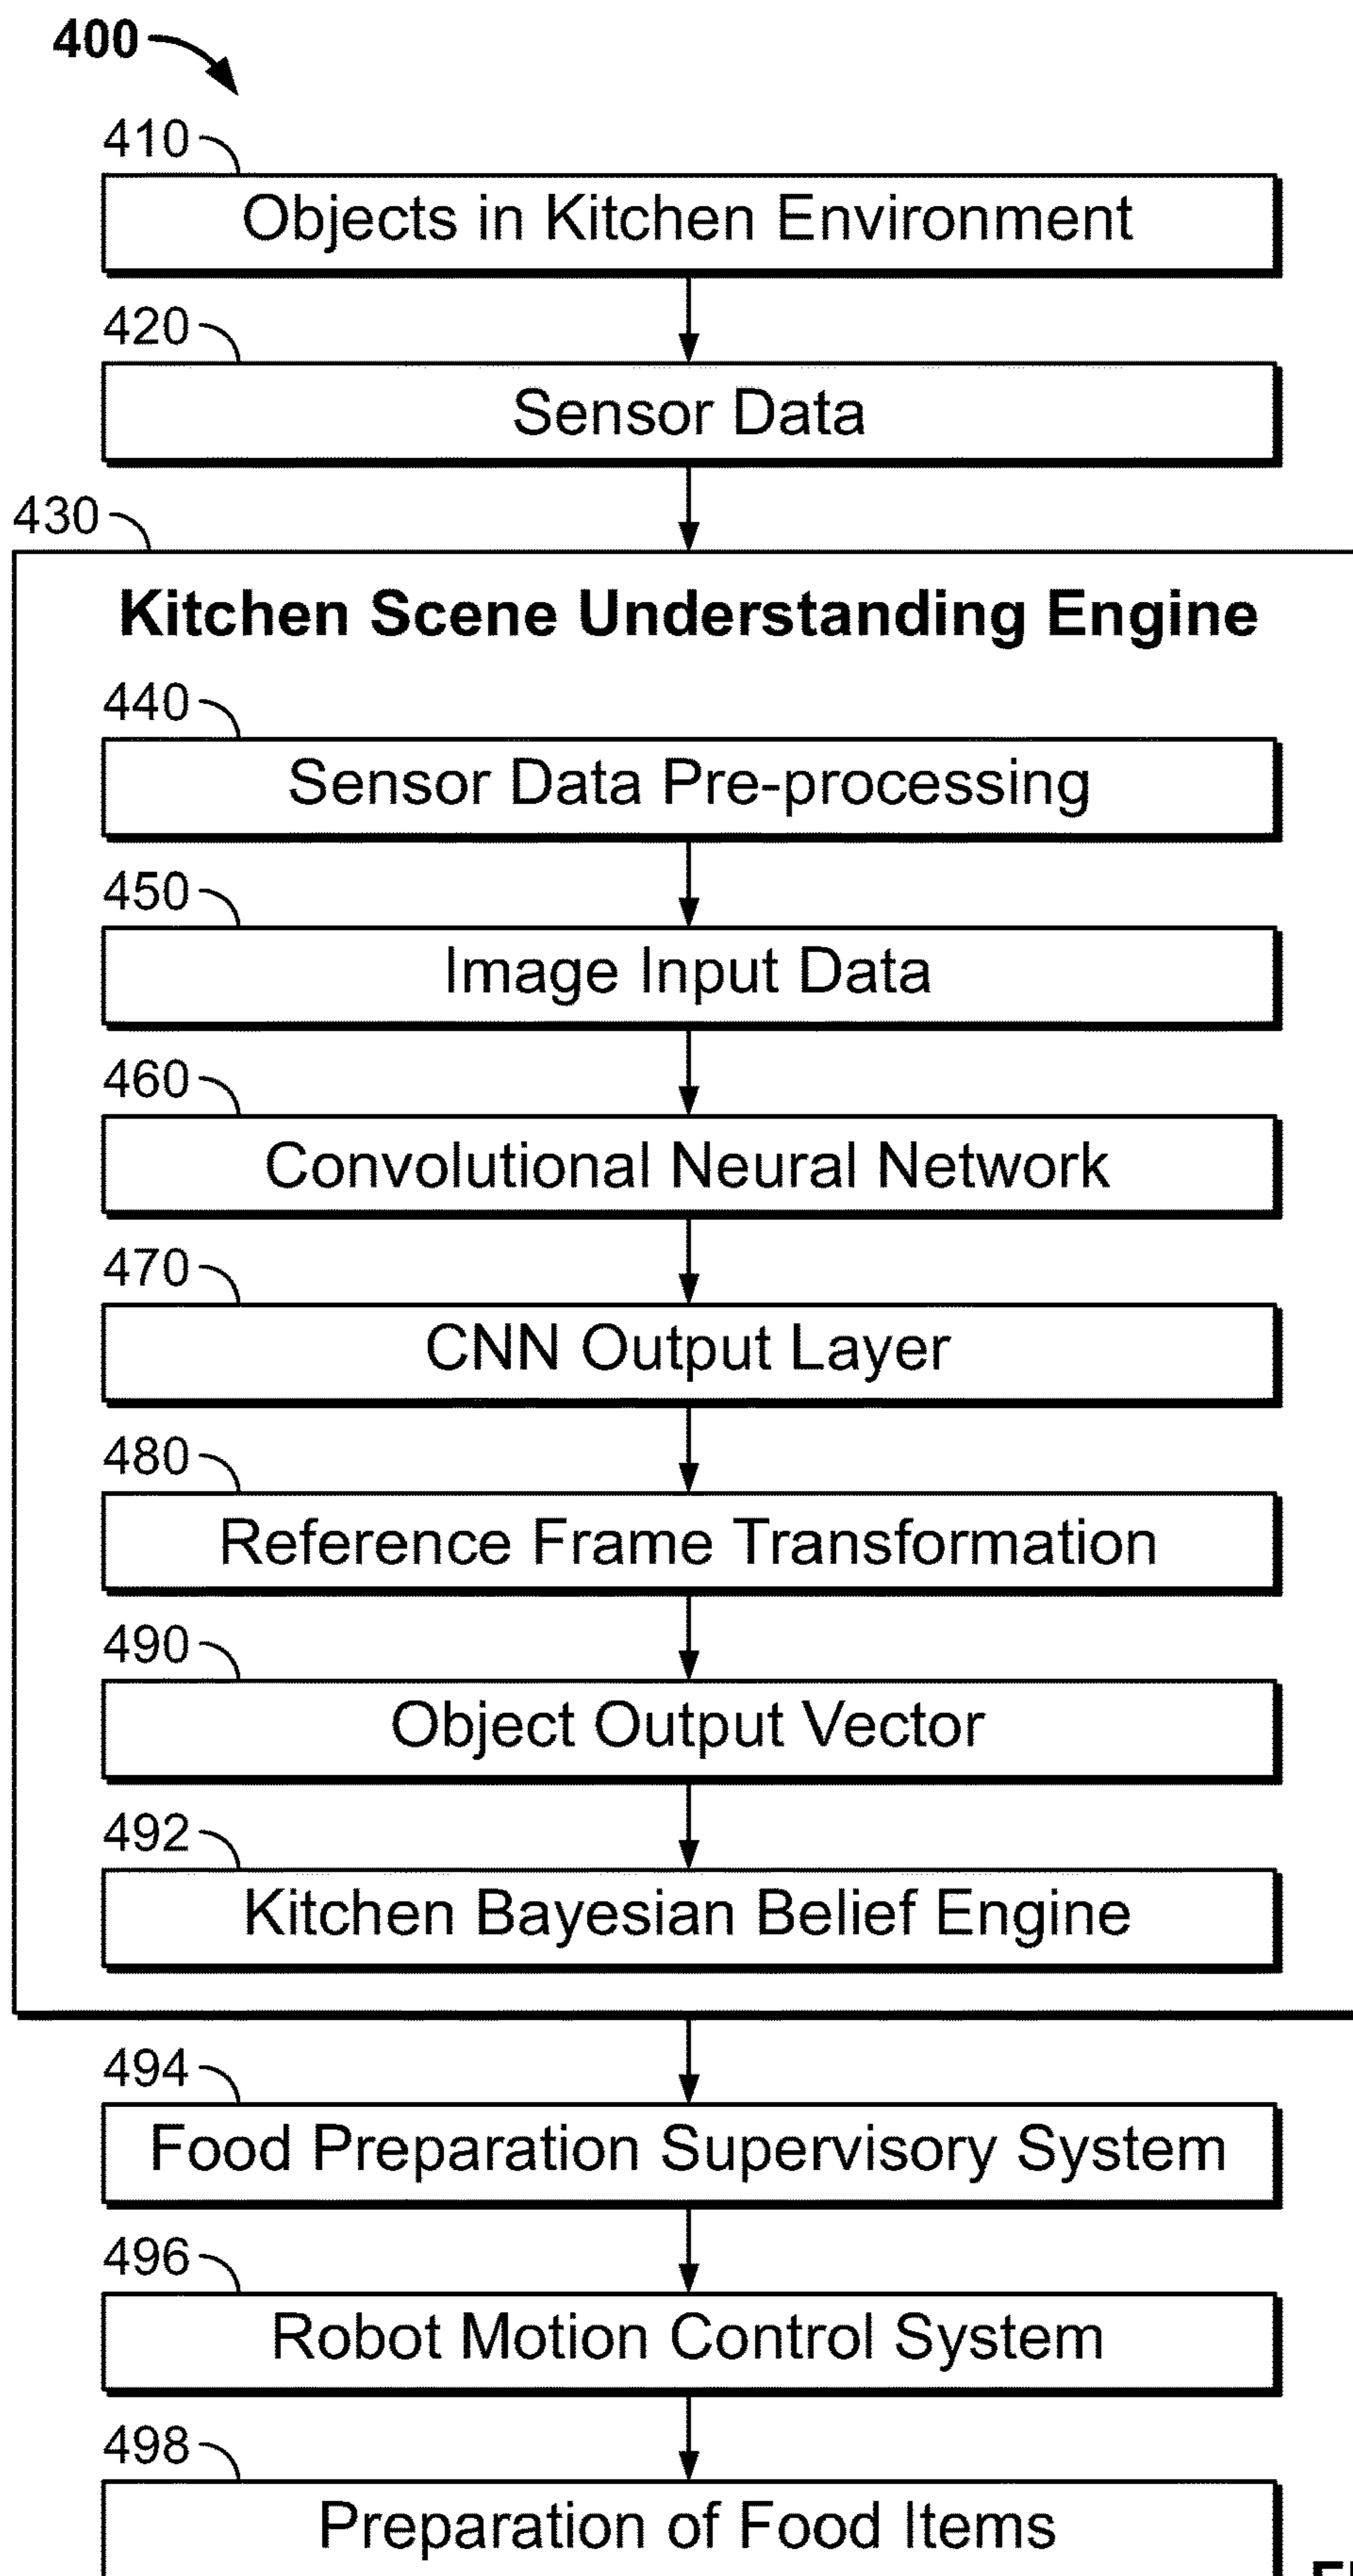 400
410
Objects in Kitchen Environment
420
Sensor Data
430
Kitchen Scene Understanding Engine
440
Sensor Data Pre-processing
450
Image Input Data
460
Convolutional Neural Network
470
CNN Output Layer
480
Reference Frame Transformation
490
Object Output Vector
492
Kitchen Bayesian Belief Engine
494
Food Preparation Supervisory System
496
Robot Motion Control System
498
Preparation of Food Items